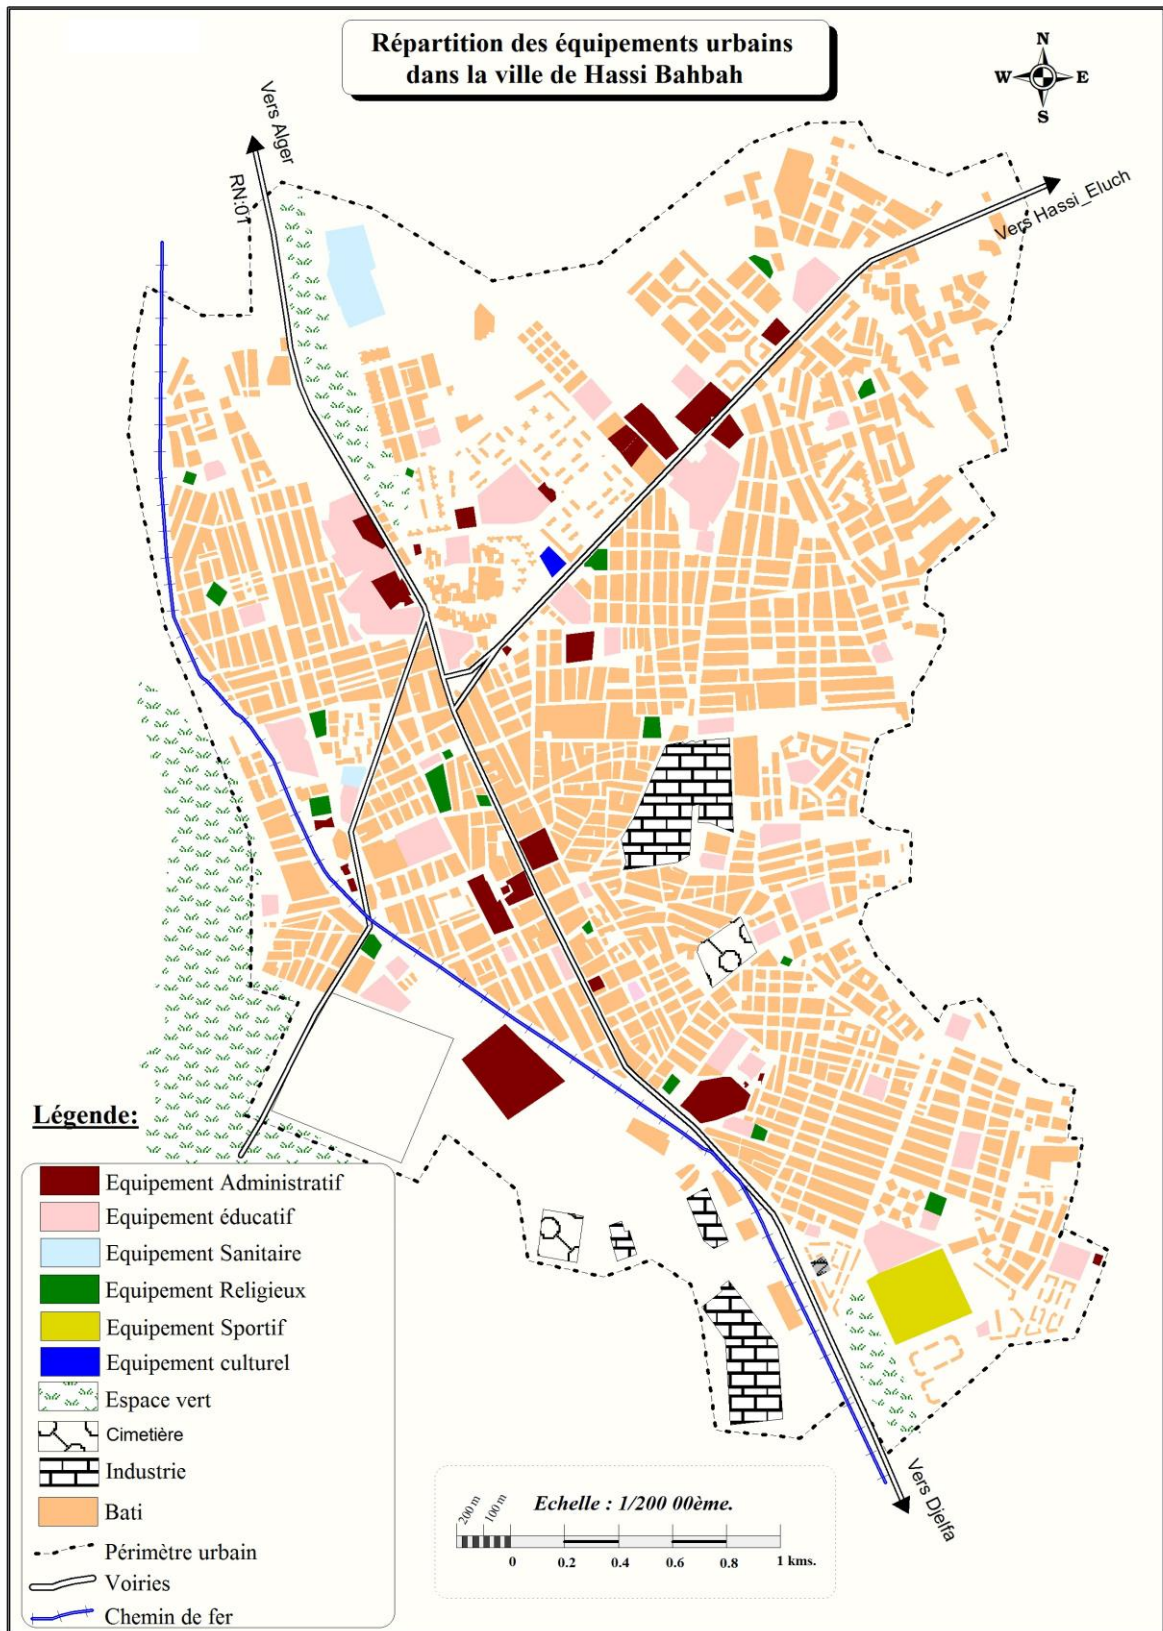 Répartition des équipements urbains
dans la ville de Hassi Bahbah
N
W E
S
Vers Alger
RN:01
Vers Hassi_Eluch
Légende:
Equipement Administratif
Equipement éducatif
Equipement Sanitaire
Equipement Religieux
Equipement Sportif
Equipement culturel
Espace vert
Cimetière
Industrie
Bati
Périmètre urbain
Voiries
Chemin de fer
Vers Djelfa
200 m 100 m
Echelle : 1/200 00ème.
0 0.2 0.4 0.6 0.8 1 kms.